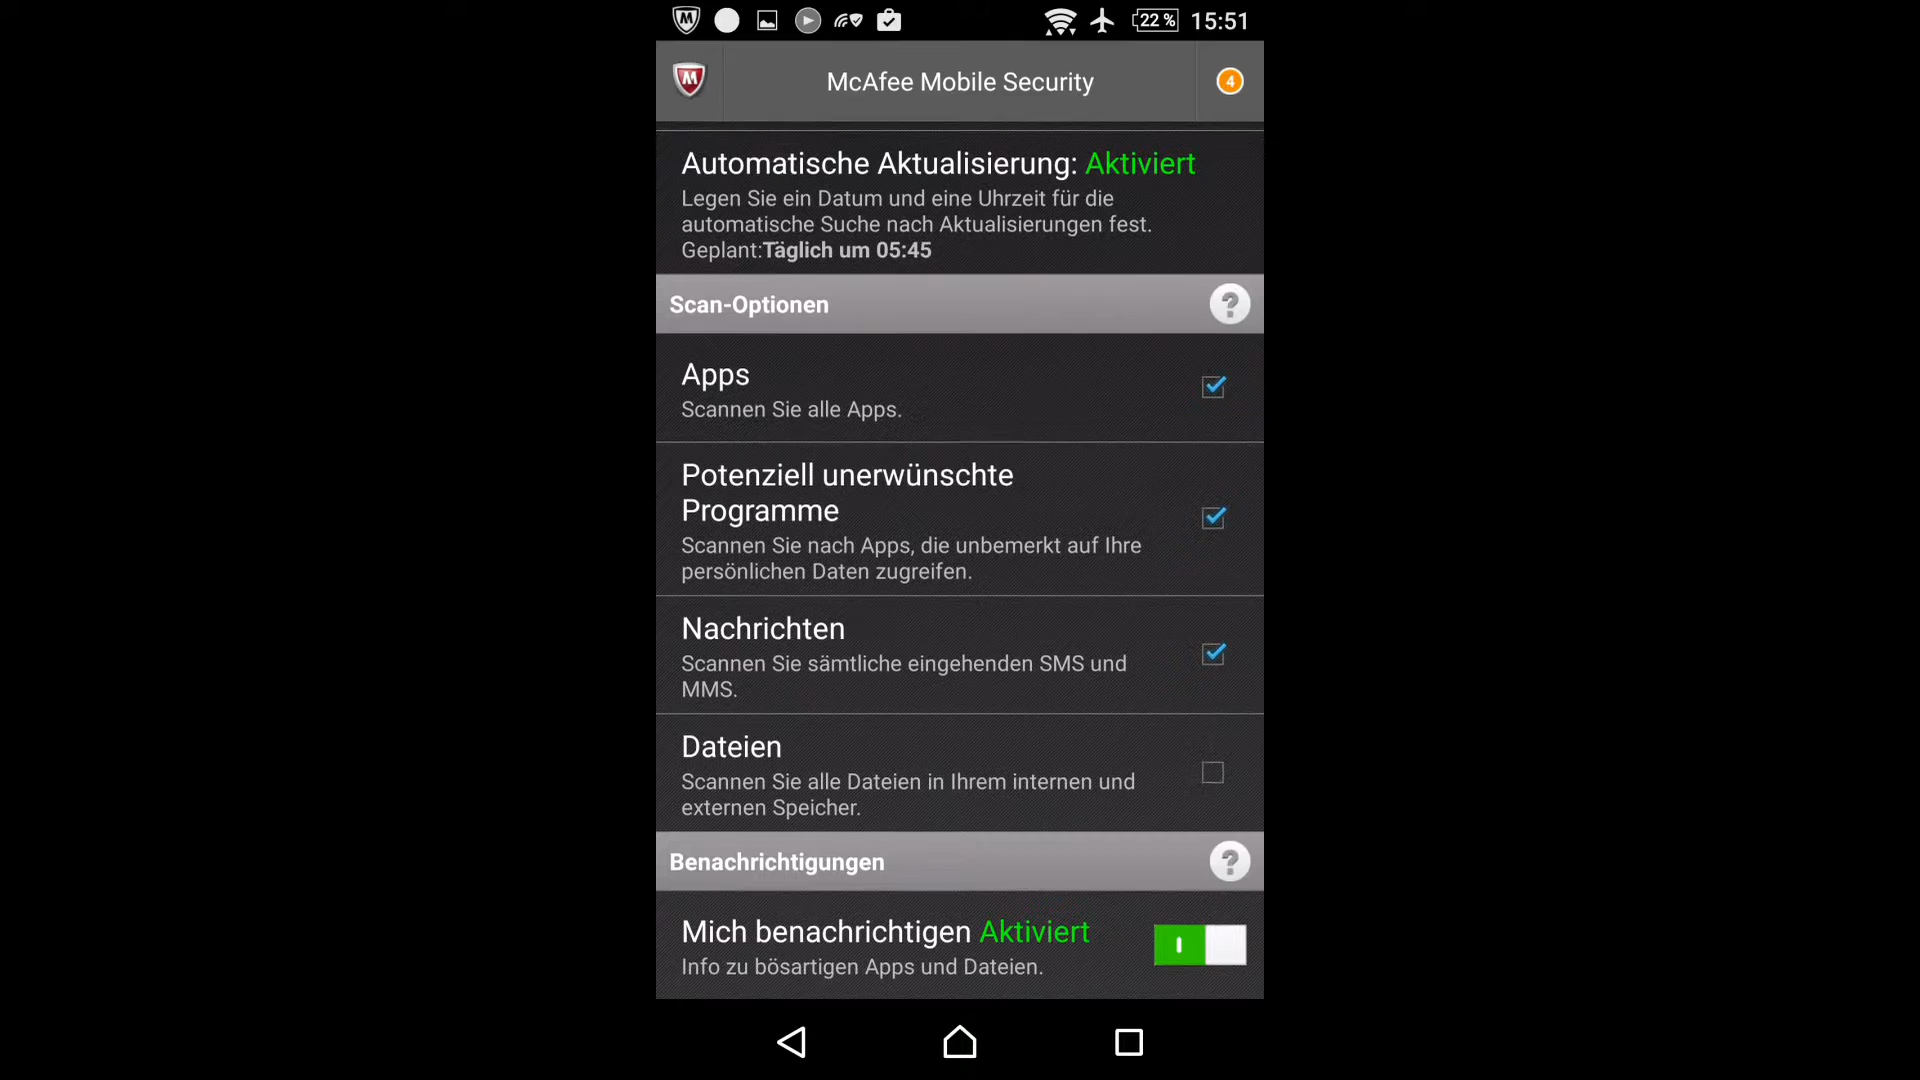 22 % 15:51
McAfee Mobile Security
4
Automatische Aktualisierung: Aktiviert
Legen Sie ein Datum und eine Uhrzeit für die
automatische Suche nach Aktualisierungen fest.
Geplant:Täglich um 05:45
Scan-Optionen
?
Apps
Scannen Sie alle Apps.
Potenziell unerwünschte
Programme
Scannen Sie nach Apps, die unbemerkt auf Ihre
persönlichen Daten zugreifen.
Nachrichten
Scannen Sie sämtliche eingehenden SMS und
MMS.
Dateien
Scannen Sie alle Dateien in Ihrem internen und
externen Speicher.
Benachrichtigungen
?
Mich benachrichtigen Aktiviert
Info zu bösartigen Apps und Dateien.